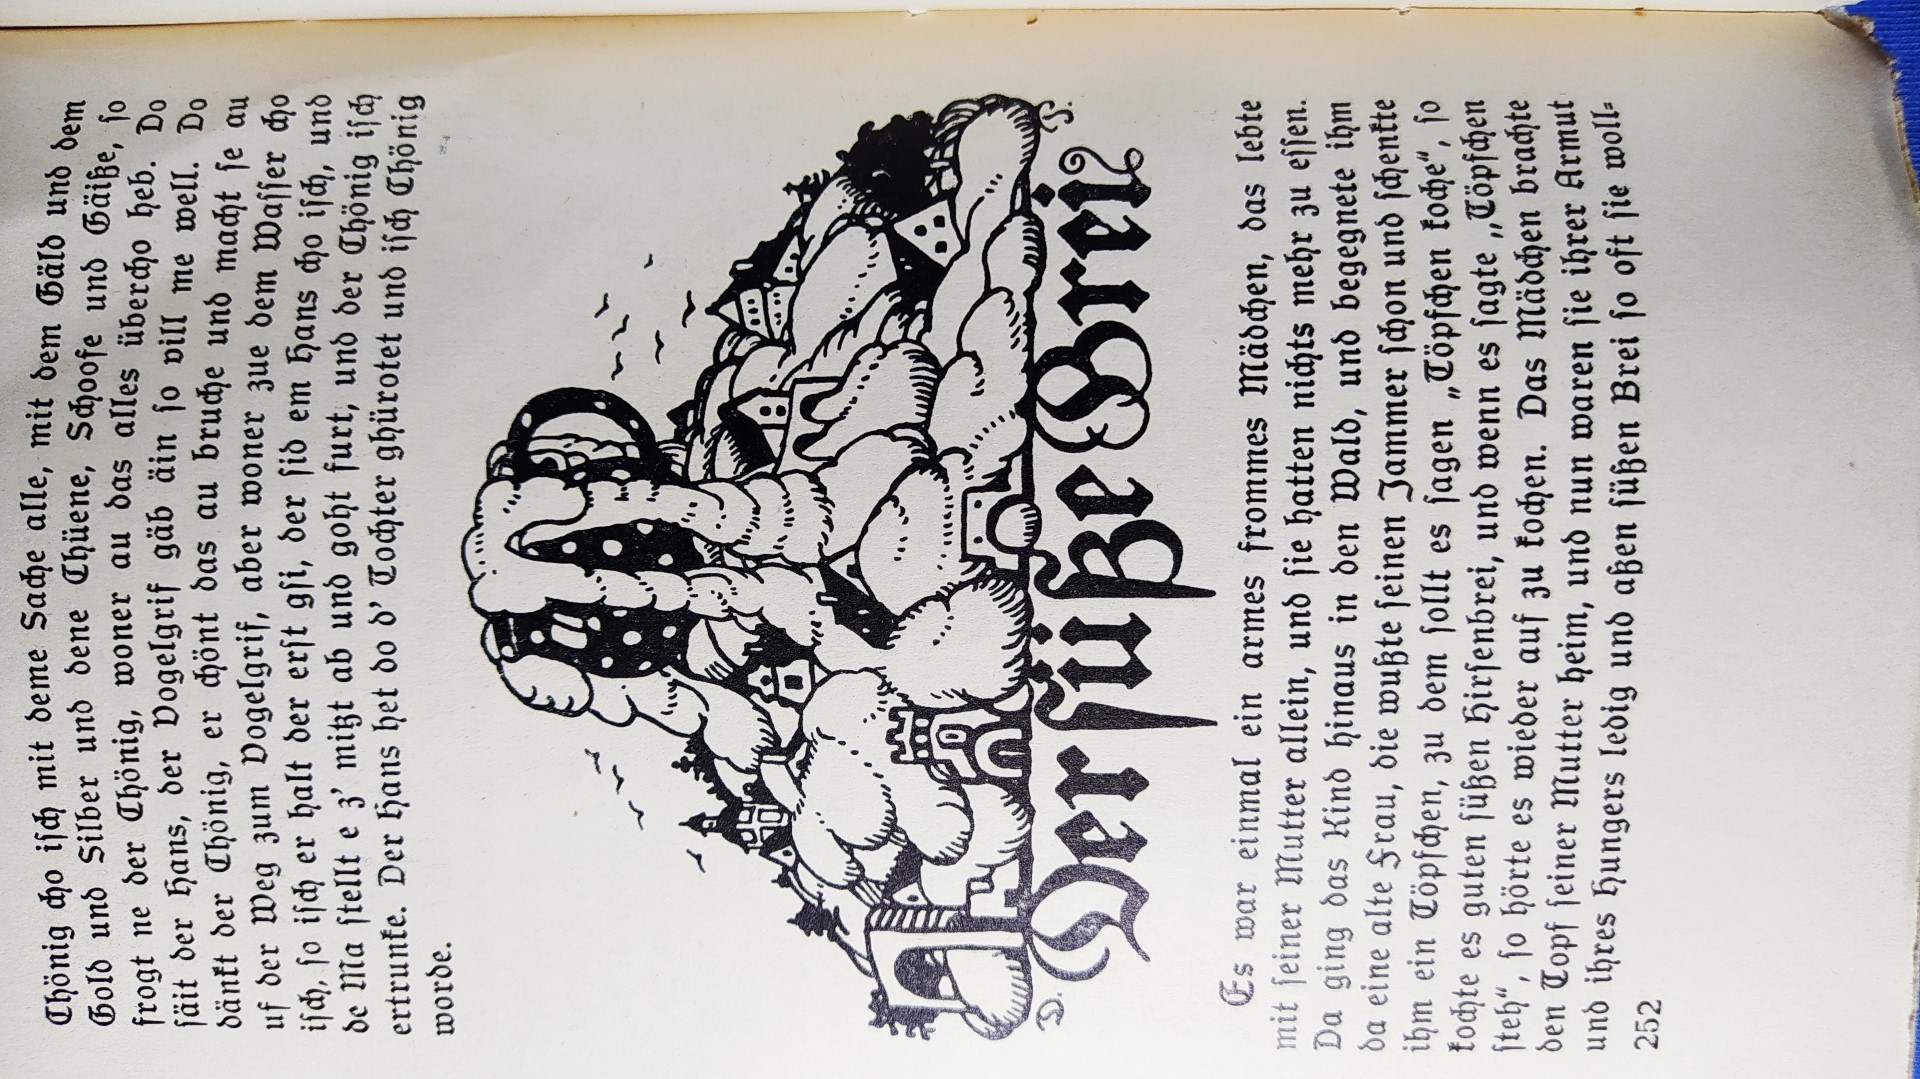 Chönig cho iſch mit deme Sache alle, mit dem Gäld und dem
Gold und Silber und dene Chüene, Schoofe und Gäiße, ſo
frogt ne der Chönig, woner au das alles übercho heb. Do
ſäit der Hans, der Vogelgrif gäb äin ſo vill me well. Do
dänkt der Chönig, er chönt das au bruche und macht ſe au
uf der Weg zum Vogelgrif, aber woner zue dem Waſſer cho
iſch, ſo iſch er halt der erſt gſi, der ſid em Hans cho iſch, und
de Ma ſtellt e z' mitzt ab und goht furt, und der Chönig iſch
ertrunke. Der Hans het do d' Tochter ghürotet und iſch Chönig
worde.
D. S.
Der ſüße Brei
Es war einmal ein armes frommes Mädchen, das lebte
mit ſeiner Mutter allein, und ſie hatten nichts mehr zu eſſen.
Da ging das Kind hinaus in den Wald, und begegnete ihm
da eine alte Frau, die wußte ſeinen Jammer ſchon und ſchenkte
ihm ein Töpfchen, zu dem ſollt es ſagen „Töpfchen koche“, ſo
kochte es guten ſüßen Hirſenbrei, und wenn es ſagte „Töpfchen
ſteh“, ſo hörte es wieder auf zu kochen. Das Mädchen brachte
den Topf ſeiner Mutter heim, und nun waren ſie ihrer Armut
und ihres Hungers ledig und aßen ſüßen Brei ſo oft ſie woll⸗
252